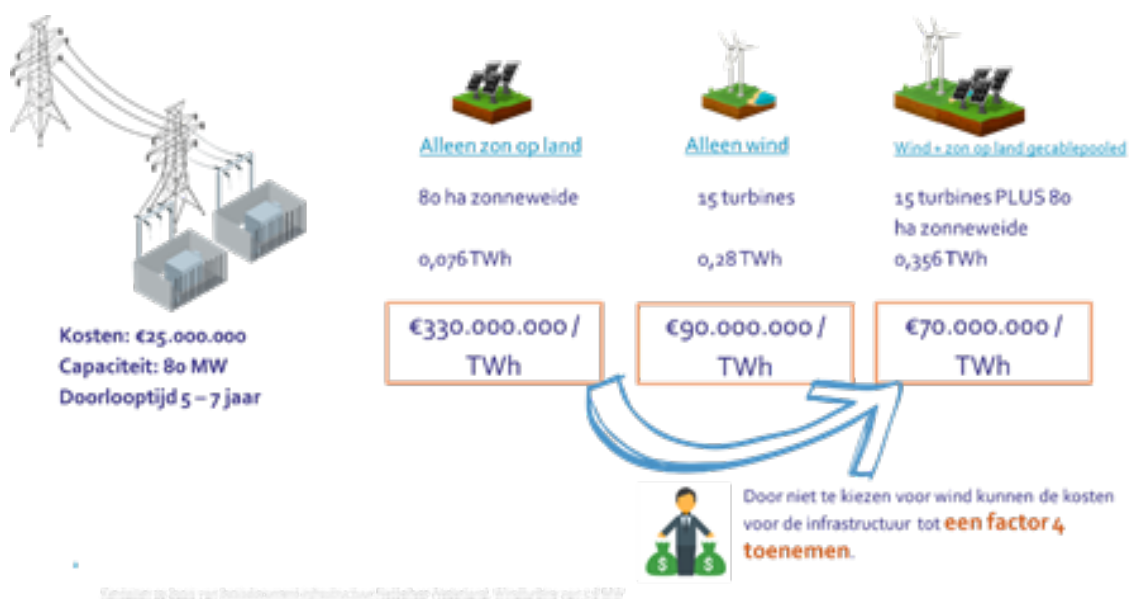 Alleen zon op land
Alleen wind
Wind + zon op land gecablepooled
80 ha zonneweide
15 turbines
15 turbines PLUS 80
ha zonneweide
0,076 TWh
0,28 TWh
0,356 TWh
€330.000.000 /
TWh
€90.000.000 /
TWh
€70.000.000 /
TWh
Kosten: €25.000.000
Capaciteit: 80 MW
Doorlooptijd 5 – 7 jaar
Door niet te kiezen voor wind kunnen de kosten
voor de infrastructuur tot een factor 4
toenemen.
$ $